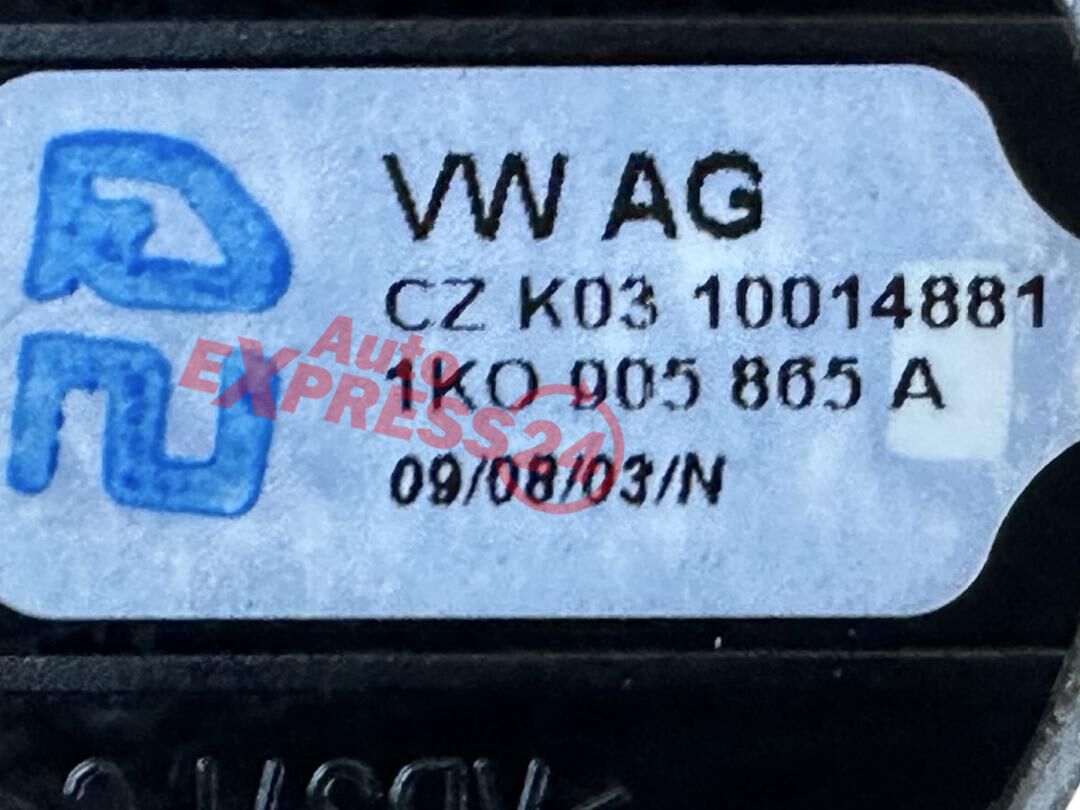 VW AG
CZ K03 10014881
1K0 905 865 A
09/08/03/N
Auto
EXPRESS24